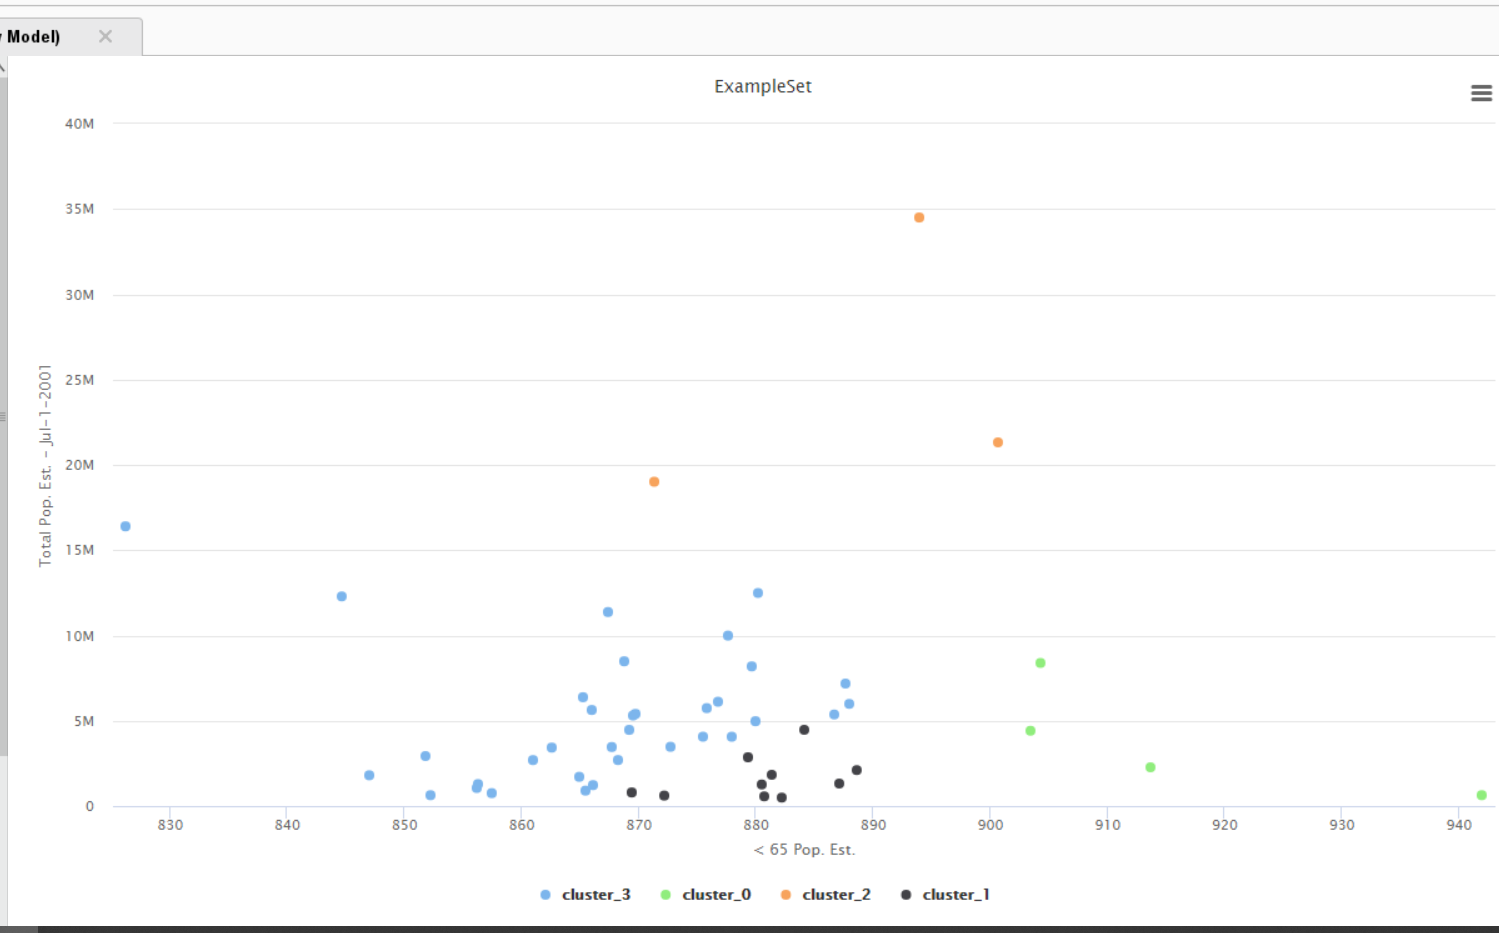 Model)
ExampleSet
40M
35M
30M
25M
20M
15M
10M
5M
0
Total Pop. Est. - Jul-1-2001
830 840 850 860 870 880 890 900 910 920 930 940
< 65 Pop. Est.
cluster_3 cluster_0 cluster_2 cluster_1